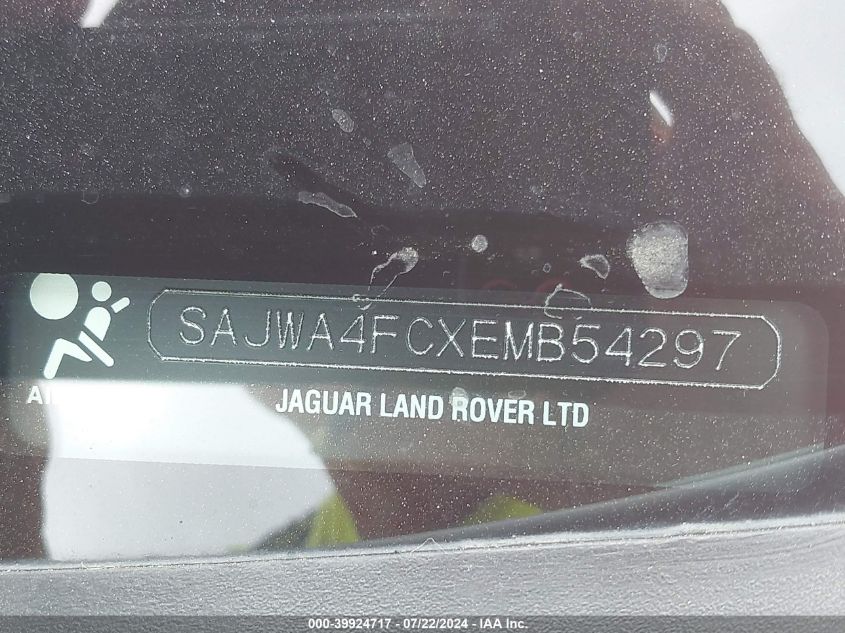 SAJWA4FCXEMB54297
JAGUAR LAND ROVER LTD
000-39924717 - 07/22/2024 - IAA Inc.